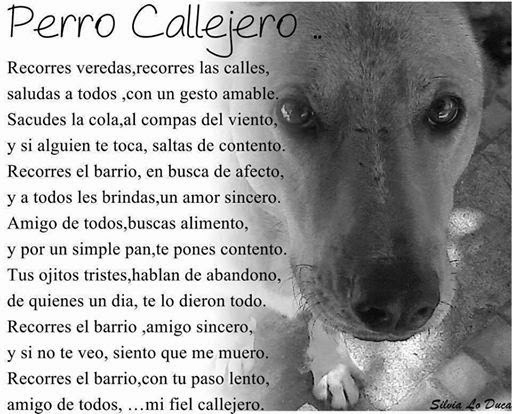 Perro Callejero ..
Recorres veredas,recorres las calles,
saludas a todos ,con un gesto amable.
Sacudes la cola,al compas del viento,
y si alguien te toca, saltas de contento.
Recorres el barrio, en busca de afecto,
y a todos les brindas,un amor sincero.
Amigo de todos,buscas alimento,
y por un simple pan,te pones contento.
Tus ojitos tristes,hablan de abandono,
de quienes un dia, te lo dieron todo.
Recorres el barrio ,amigo sincero,
y si no te veo, siento que me muero.
Recorres el barrio,con tu paso lento,
amigo de todos, …mi fiel callejero.
Silvia Lo Duca